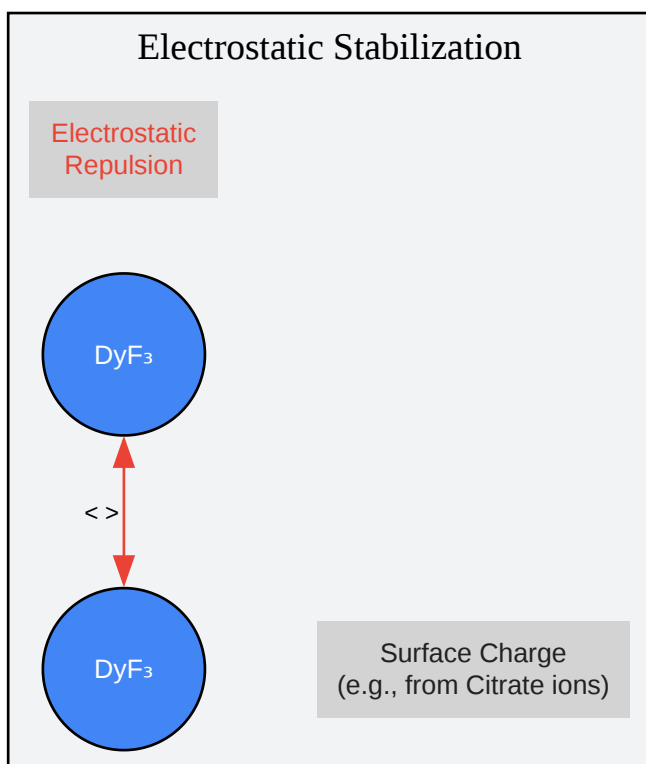 Electrostatic Stabilization
Electrostatic
Repulsion
DyF₃
< >
DyF₃
Surface Charge
(e.g., from Citrate ions)